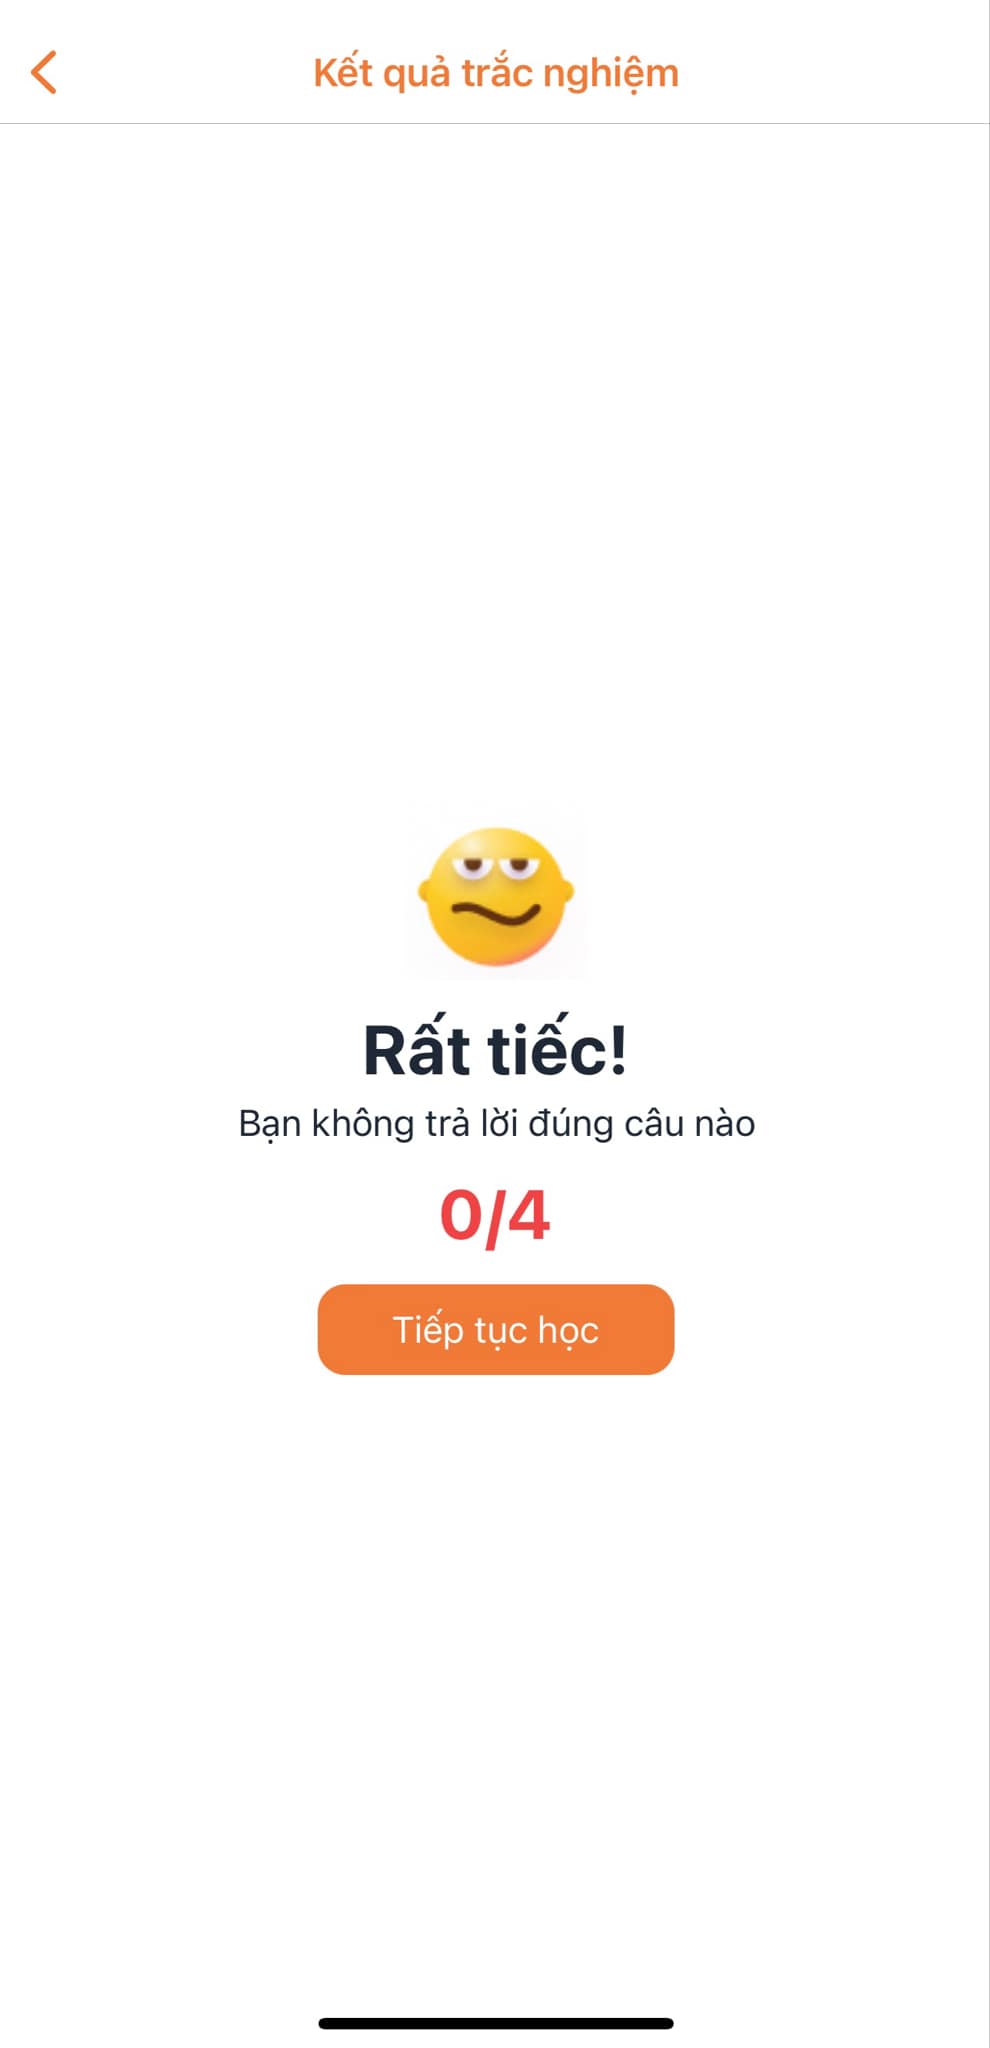 Kết quả trắc nghiệm
Rất tiếc!
Bạn không trả lời đúng câu nào
0/4
Tiếp tục học